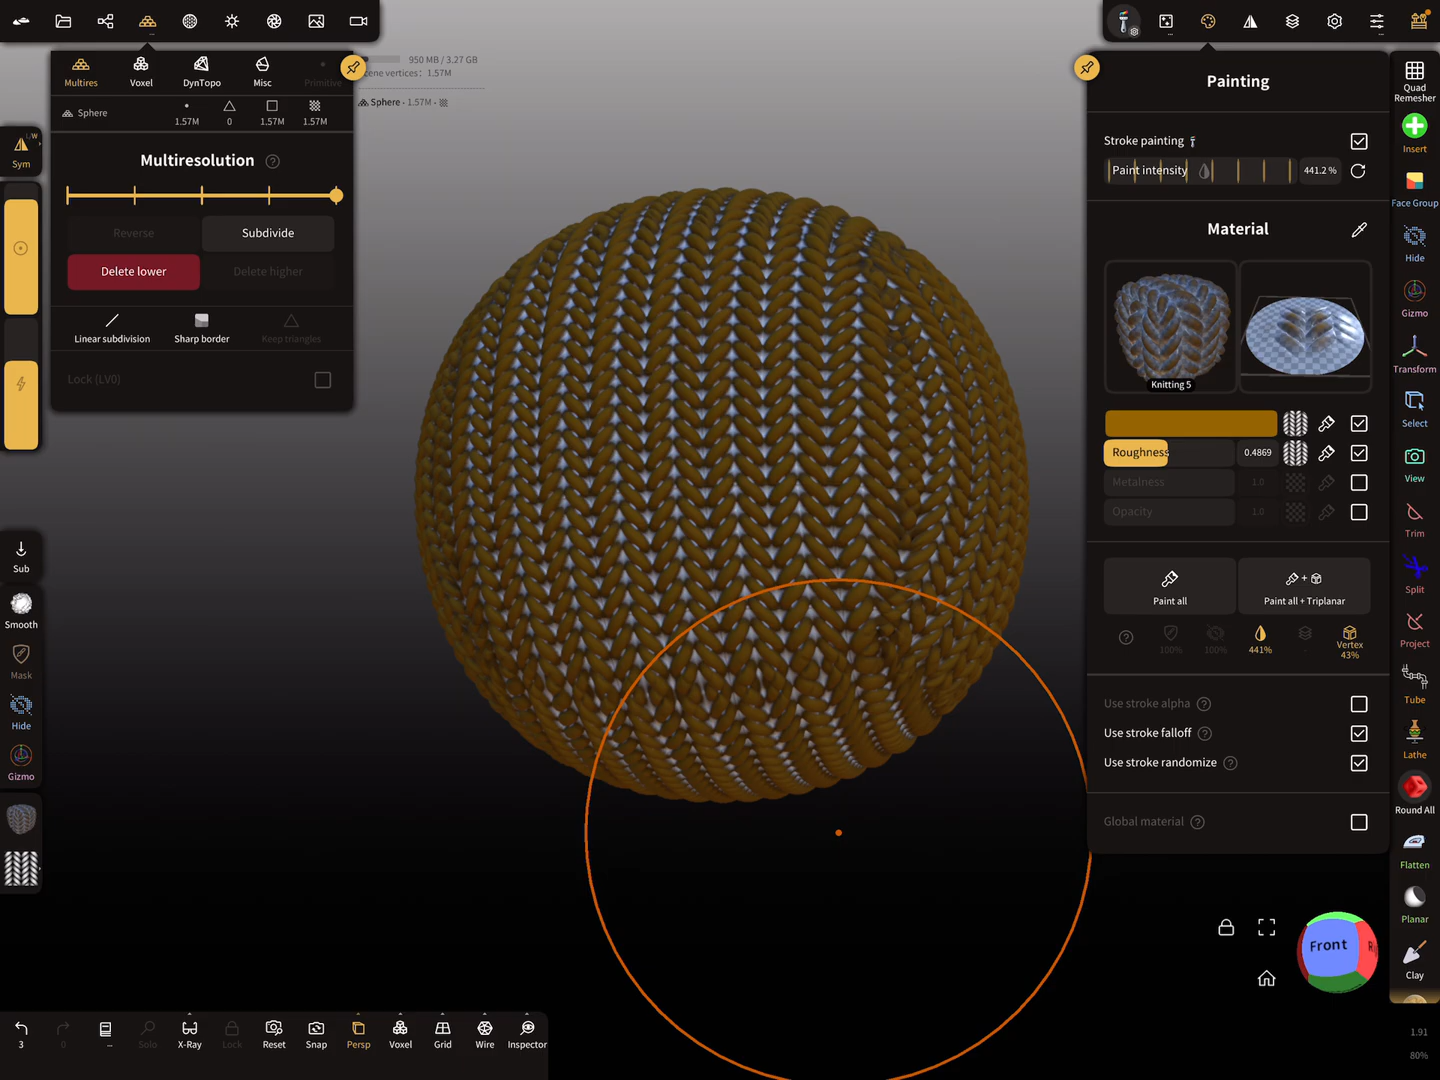 Multires
Voxel
DynTopo
Misc
Primitive
Sphere
1.57M
0
1.57M
1.57M
Multiresolution ?
Reverse
Subdivide
Delete lower
Delete higher
Linear subdivision
Sharp border
Keep triangles
Lock (LV0)
950 MB / 3.27 GB
cene vertices: 1.57M
Sphere • 1.57M •
W
Sym
Sub
Smooth
Mask
Hide
Gizmo
3
0
...
Solo
X-Ray
Lock
Reset
Snap
Persp
Voxel
Grid
Wire
Inspector
Painting
Stroke painting
Paint intensity
441.2 %
Material
Knitting 5
Roughness
0.4869
Metalness
1.0
Opacity
1.0
Paint all
+
Paint all + Triplanar
?
100%
100%
441%
-
Vertex
43%
Use stroke alpha ?
Use stroke falloff ?
Use stroke randomize ?
Global material ?
Front
R
Quad
Remesher
Insert
Face Group
Hide
Gizmo
Transform
Select
View
Trim
Split
Project
Tube
Lathe
Round All
Flatten
Planar
Clay
1.91
80%